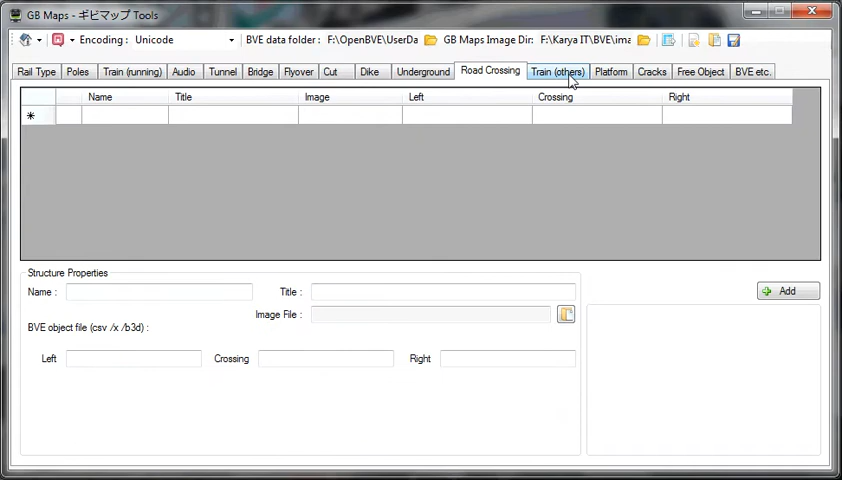 GB Maps - ギビマップ Tools
Encoding : Unicode BVE data folder : F:\OpenBVE\UserDa GB Maps Image Dir: F:\Karya IT\BVE\ima
Rail Type Poles Train (running) Audio Tunnel Bridge Flyover Cut Dike Underground Road Crossing Train (others) Platform Cracks Free Object BVE etc.
Name Title Image Left Crossing Right
Structure Properties
Name : Title : Add
Image File :
BVE object file (csv /x /b3d) :
Left Crossing Right